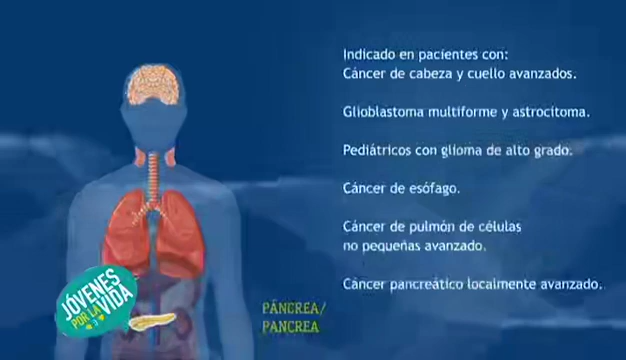 Indicado en pacientes con:
Cáncer de cabeza y cuello avanzados.
Glioblastoma multiforme y astrocitoma.
Pediátricos con glioma de alto grado.
Cáncer de esófago.
Cáncer de pulmón de células
no pequeñas avanzado.
Cáncer pancreático localmente avanzado.
JÓVENES
POR LA
VIDA
PÁNCREA/
PANCREA